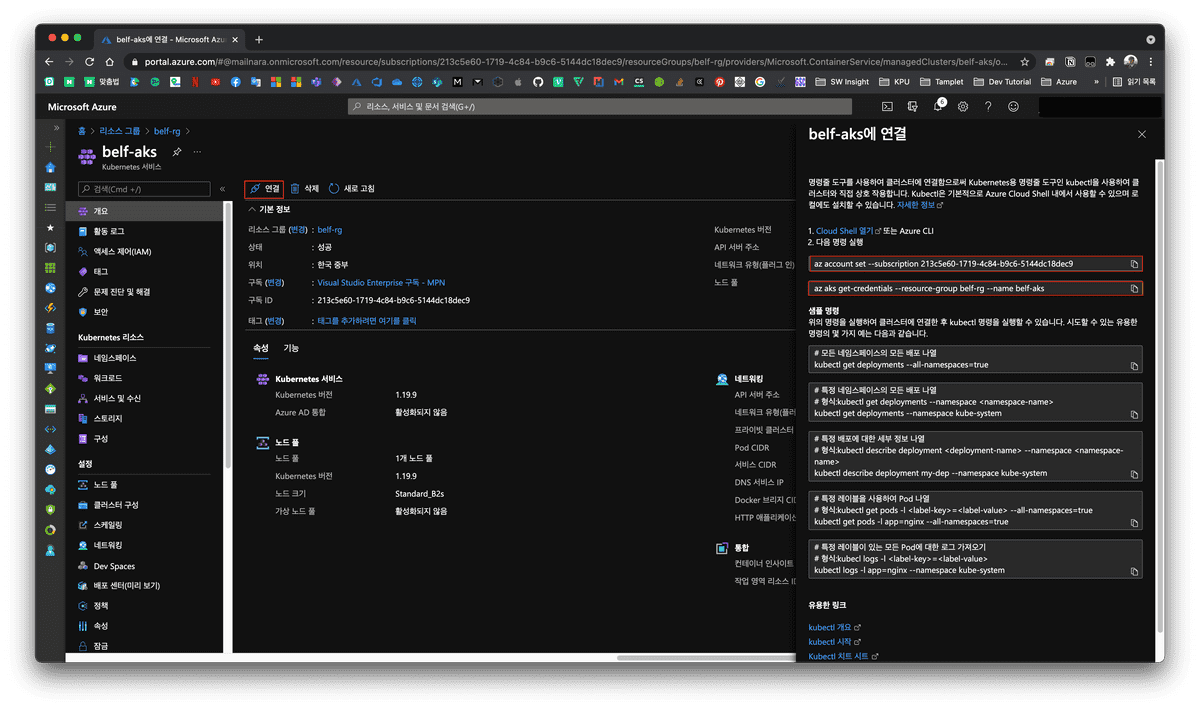 belf-aks에 연결 - Microsoft Azu
portal.azure.com/#@mailnara.onmicrosoft.com/resource/subscriptions/213c5e60-1719-4c84-b9c6-5144dc18dec9/resourceGroups/belf-rg/providers/Microsoft.ContainerService/managedClusters/belf-aks/o...
맞춤법
SW Insight
KPU
Tamplet
Dev Tutorial
Azure
»
읽기 목록
Microsoft Azure
리소스, 서비스 및 문서 검색(G+/)
6
홈 > 리소스 그룹 > belf-rg >
belf-aks
Kubernetes 서비스
검색(Cmd +/)
개요
활동 로그
액세스 제어(IAM)
태그
문제 진단 및 해결
보안
Kubernetes 리소스
네임스페이스
워크로드
서비스 및 수신
스토리지
구성
설정
노드 풀
클러스터 구성
스케일링
네트워킹
Dev Spaces
배포 센터(미리 보기)
정책
속성
잠금
연결 삭제 새로 고침
기본 정보
리소스 그룹 (변경) : belf-rg
상태 : 성공
위치 : 한국 중부
구독 (변경) : Visual Studio Enterprise 구독 - MPN
구독 ID : 213c5e60-1719-4c84-b9c6-5144dc18dec9
태그 (변경) : 태그를 추가하려면 여기를 클릭
Kubernetes 버전
API 서버 주소
네트워크 유형(플러그 인)
노드 풀
속성 기능
Kubernetes 서비스
Kubernetes 버전 1.19.9
Azure AD 통합 활성화되지 않음
노드 풀
노드 풀 1개 노드 풀
Kubernetes 버전 1.19.9
노드 크기 Standard_B2s
가상 노드 풀 활성화되지 않음
네트워킹
API 서버 주소
네트워크 유형(플러
프라이빗 클러스터
Pod CIDR
서비스 CIDR
DNS 서비스 IP
Docker 브리지 CID
HTTP 애플리케이션
통합
컨테이너 인사이트
작업 영역 리소스 ID
belf-aks에 연결
명령줄 도구를 사용하여 클러스터에 연결함으로써 Kubernetes용 명령줄 도구인 kubectl을 사용하여 클
러스터와 직접 상호 작용합니다. Kubectl은 기본적으로 Azure Cloud Shell 내에서 사용할 수 있으며 로
컬에도 설치할 수 있습니다. 자세한 정보
1. Cloud Shell 열기 또는 Azure CLI
2. 다음 명령 실행
az account set --subscription 213c5e60-1719-4c84-b9c6-5144dc18dec9
az aks get-credentials --resource-group belf-rg --name belf-aks
샘플 명령
위의 명령을 실행하여 클러스터에 연결한 후 kubectl 명령을 실행할 수 있습니다. 시도할 수 있는 유용한
명령의 몇 가지 예는 다음과 같습니다.
# 모든 네임스페이스의 모든 배포 나열
kubectl get deployments --all-namespaces=true
# 특정 네임스페이스의 모든 배포 나열
# 형식:kubectl get deployments --namespace <namespace-name>
kubectl get deployments --namespace kube-system
# 특정 배포에 대한 세부 정보 나열
# 형식:kubectl describe deployment <deployment-name> --namespace <namespace-
name>
kubectl describe deployment my-dep --namespace kube-system
# 특정 레이블을 사용하여 Pod 나열
# 형식:kubectl get pods -l <label-key>=<label-value> --all-namespaces=true
kubectl get pods -l app=nginx --all-namespaces=true
# 특정 레이블이 있는 모든 Pod에 대한 로그 가져오기
# 형식:kubecl logs -l <label-key>=<label-value>
kubectl logs -l app=nginx --namespace kube-system
유용한 링크
kubectl 개요
kubectl 시작
Kubectl 치트 시트